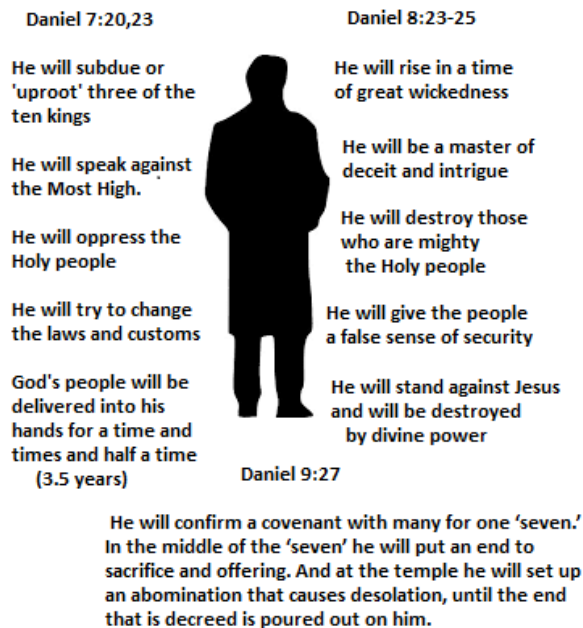 Daniel 7:20,23
He will subdue or
'uproot' three of the
ten kings
He will speak against
the Most High.
He will oppress the
Holy people
He will try to change
the laws and customs
God's people will be
delivered into his
hands for a time and
times and half a time
(3.5 years)
Daniel 8:23-25
He will rise in a time
of great wickedness
He will be a master of
deceit and intrigue
He will destroy those
who are mighty
the Holy people
He will give the people
a false sense of security
He will stand against Jesus
and will be destroyed
by divine power
Daniel 9:27
He will confirm a covenant with many for one ‘seven.’
In the middle of the ‘seven’ he will put an end to
sacrifice and offering. And at the temple he will set up
an abomination that causes desolation, until the end
that is decreed is poured out on him.